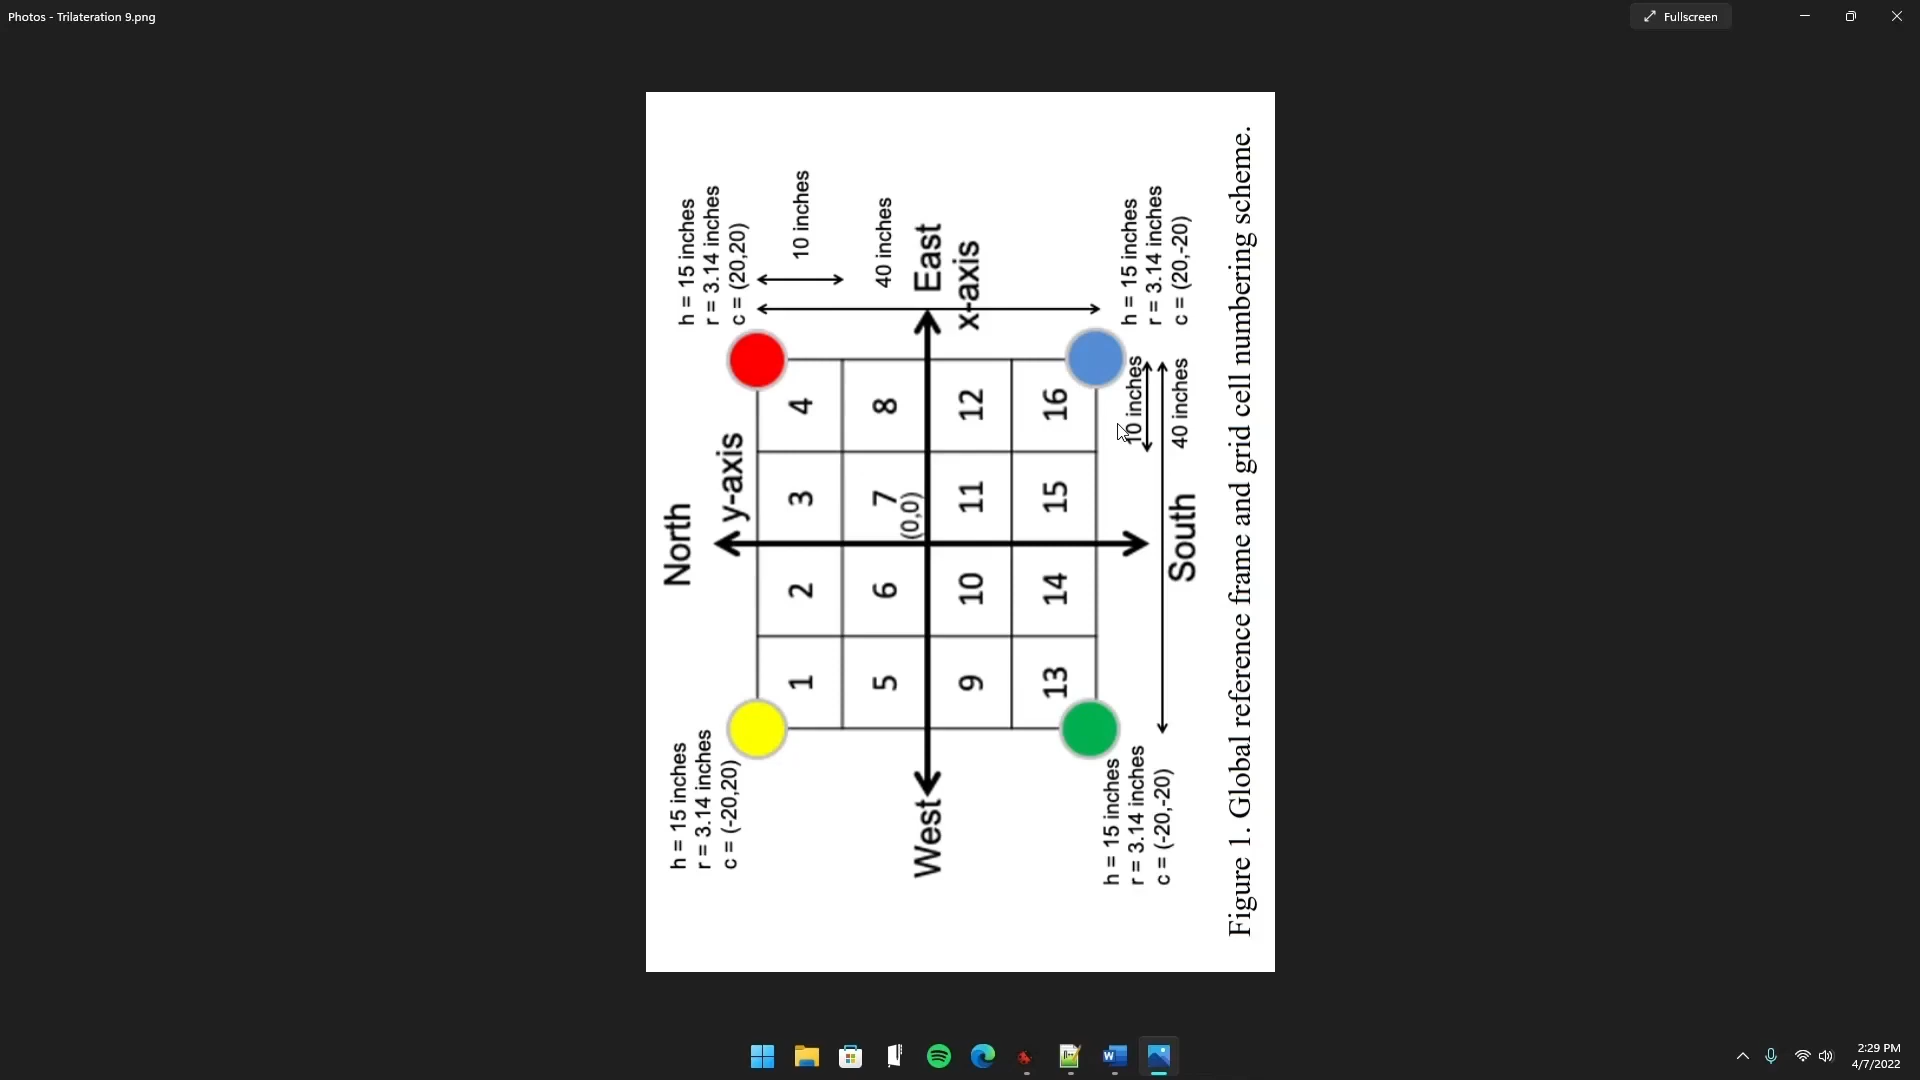 Photos - Trilateration 9.png
Fullscreen
North
y-axis
h = 15 inches
r = 3.14 inches
c = (-20,20)
h = 15 inches
r = 3.14 inches
c = (20,20)
1 2 3 4
10 inches
5 6 7 8
(0,0)
40 inches
West
East
x-axis
9 10 11 12
13 14 15 16
h = 15 inches
r = 3.14 inches
c = (-20,-20)
h = 15 inches
r = 3.14 inches
c = (20,-20)
10 inches
40 inches
South
Figure 1. Global reference frame and grid cell numbering scheme.
2:29 PM
4/7/2022